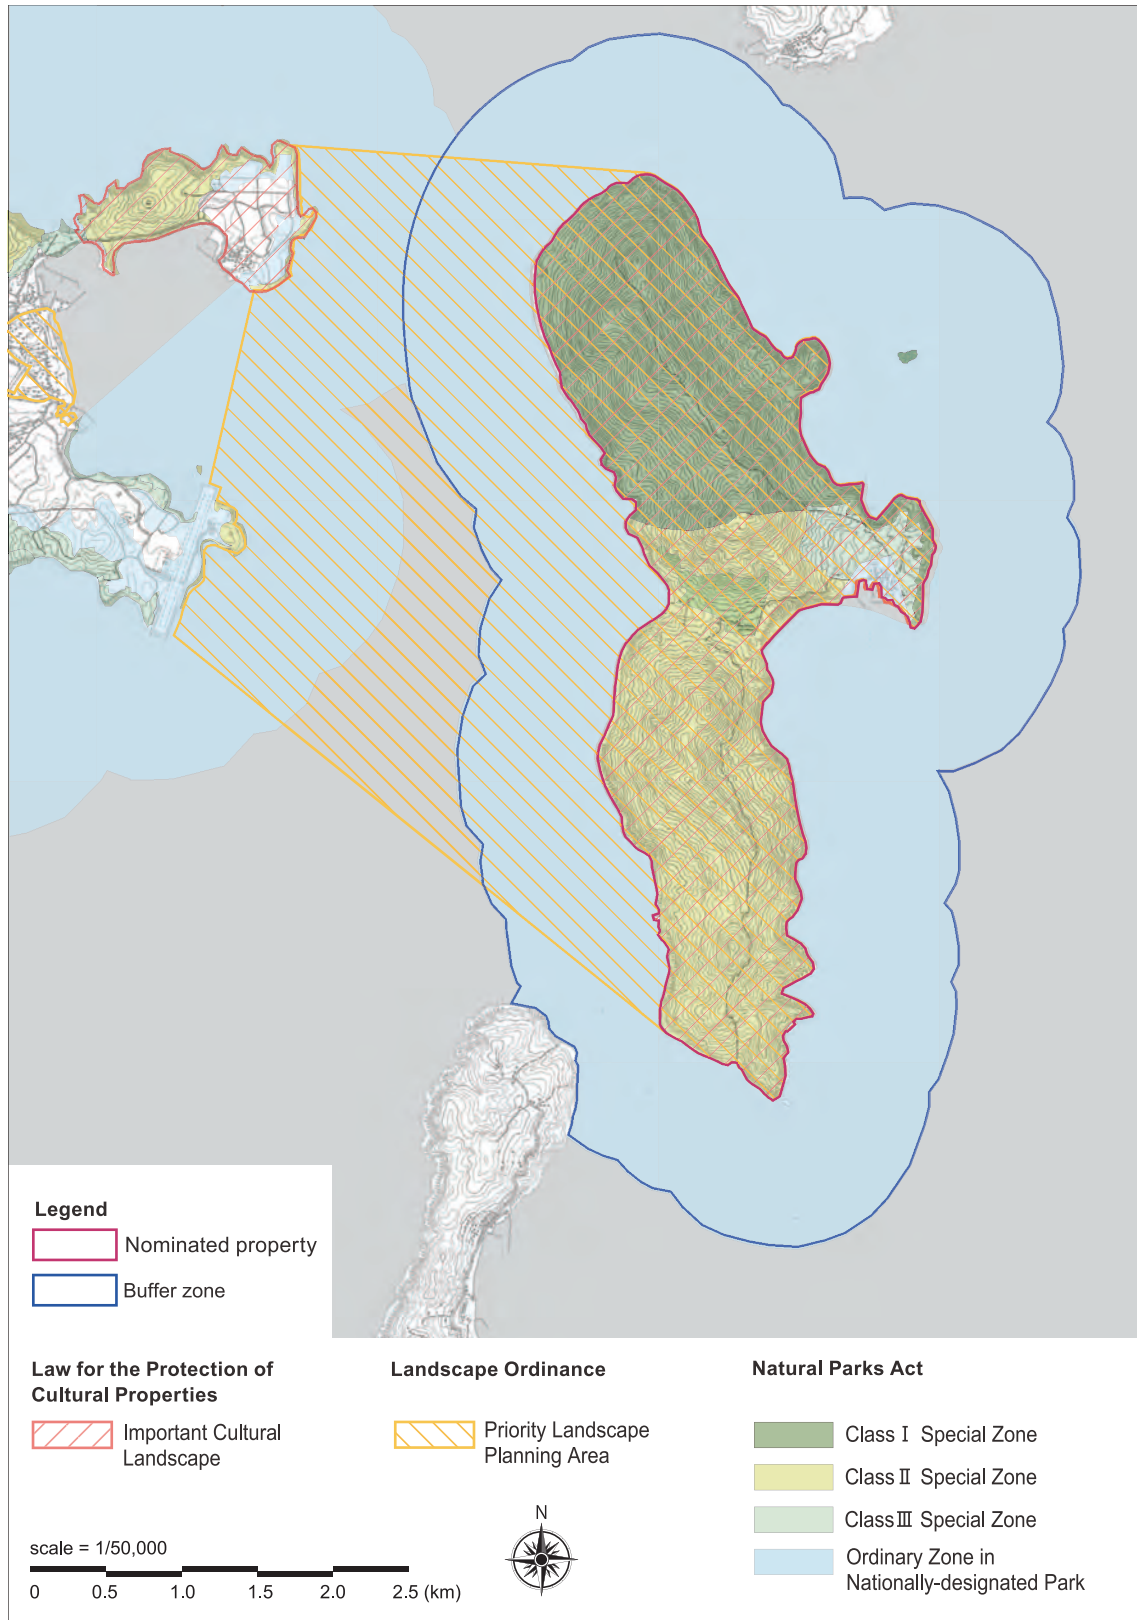 Legend
Nominated property
Buffer zone
Law for the Protection of
Cultural Properties
Important Cultural
Landscape
Landscape Ordinance
Priority Landscape
Planning Area
Natural Parks Act
Class Ⅰ Special Zone
Class Ⅱ Special Zone
Class Ⅲ Special Zone
Ordinary Zone in
Nationally-designated Park
N
scale = 1/50,000
0 0.5 1.0 1.5 2.0 2.5 (km)